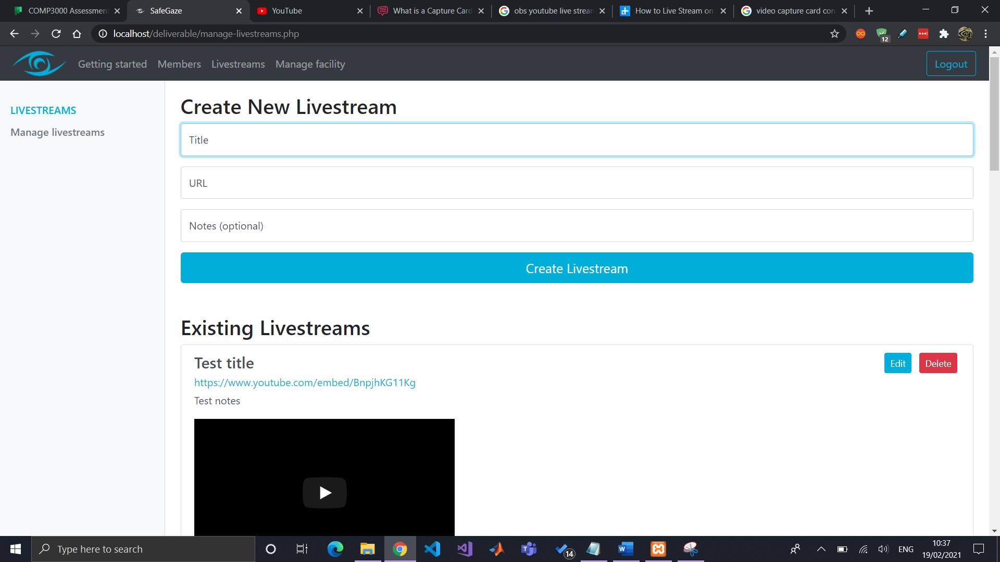 COMP3000 Assessmen
SafeGaze
YouTube
What is a Capture Card
obs youtube live strean
How to Live Stream on
video capture card con
localhost/deliverable/manage-livestreams.php
12
Getting started
Members
Livestreams
Manage facility
Logout
LIVESTREAMS
Manage livestreams
Create New Livestream
Title
URL
Notes (optional)
Create Livestream
Existing Livestreams
Test title
Edit
Delete
https://www.youtube.com/embed/BnpjhKG11Kg
Test notes
Type here to search
14
ENG
10:37
19/02/2021